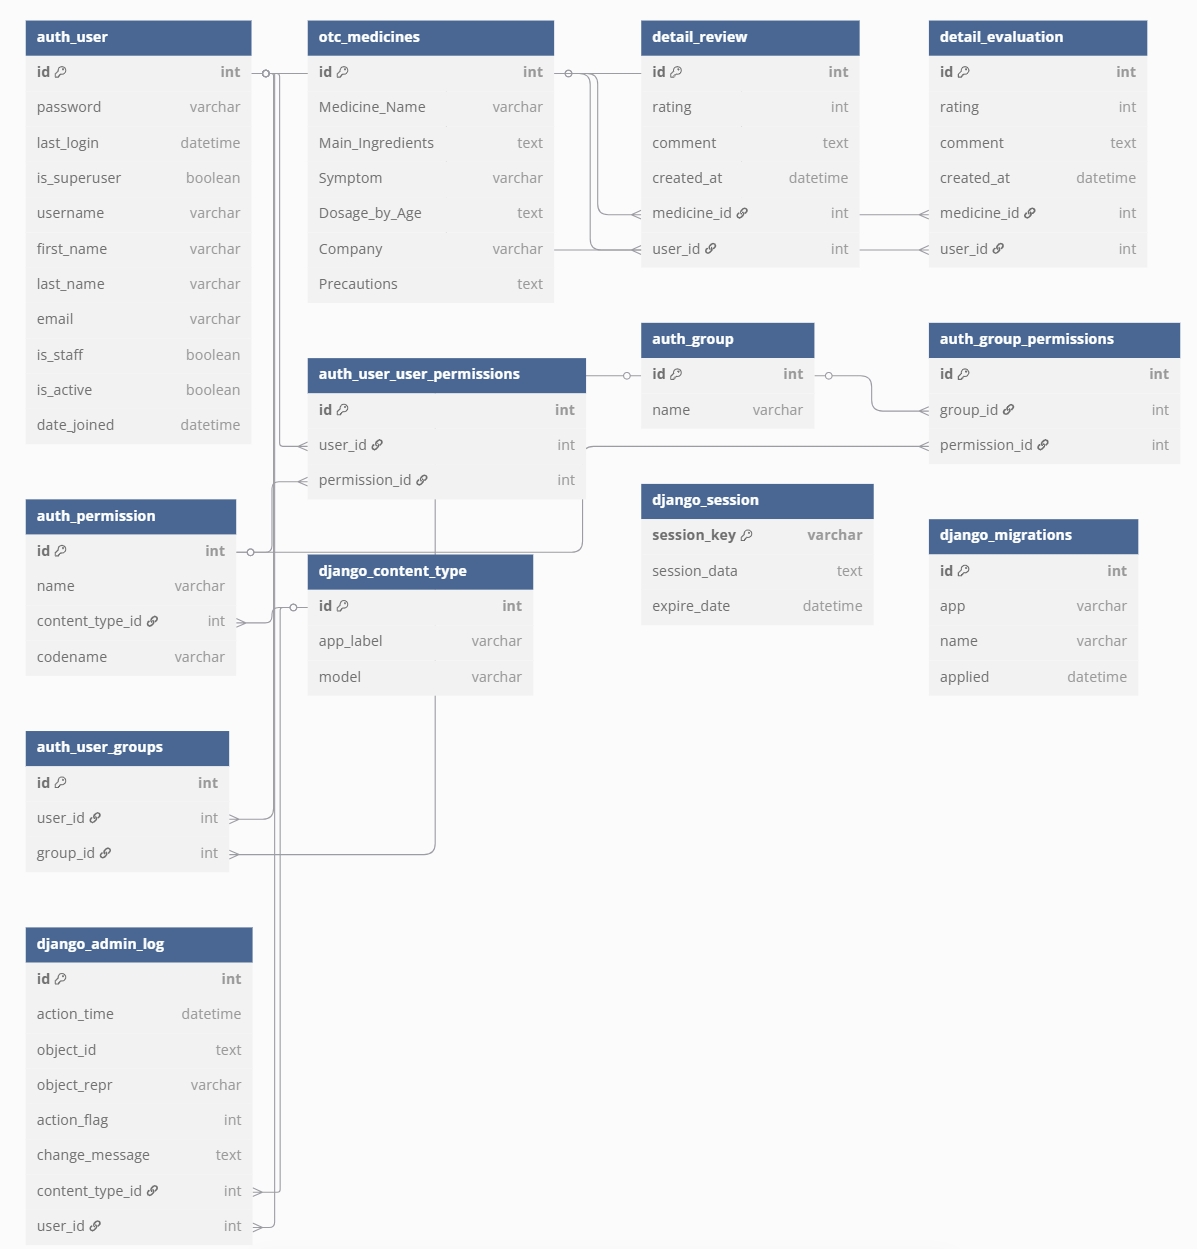 auth_user
id int
password varchar
last_login datetime
is_superuser boolean
username varchar
first_name varchar
last_name varchar
email varchar
is_staff boolean
is_active boolean
date_joined datetime
otc_medicines
id int
Medicine_Name varchar
Main_Ingredients text
Symptom varchar
Dosage_by_Age text
Company varchar
Precautions text
detail_review
id int
rating int
comment text
created_at datetime
medicine_id int
user_id int
detail_evaluation
id int
rating int
comment text
created_at datetime
medicine_id int
user_id int
auth_user_user_permissions
id int
user_id int
permission_id int
auth_group
id int
name varchar
auth_group_permissions
id int
group_id int
permission_id int
auth_permission
id int
name varchar
content_type_id int
codename varchar
django_content_type
id int
app_label varchar
model varchar
django_session
session_key varchar
session_data text
expire_date datetime
django_migrations
id int
app varchar
name varchar
applied datetime
auth_user_groups
id int
user_id int
group_id int
django_admin_log
id int
action_time datetime
object_id text
object_repr varchar
action_flag int
change_message text
content_type_id int
user_id int